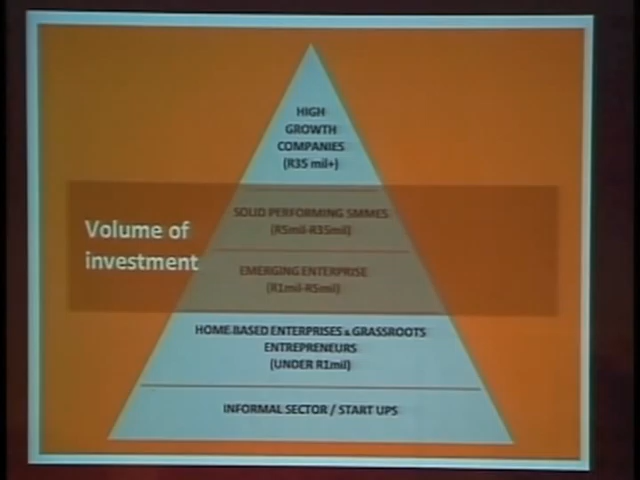 HIGH
GROWTH
COMPANIES
(R35 mil+)
SOLID PERFORMING SMMES
(R5mil-R35mil)
Volume of
investment
EMERGING ENTERPRISE
(R1mil-R5mil)
HOME-BASED ENTERPRISES & GRASSROOTS
ENTREPRENEURS
(UNDER R1mil)
INFORMAL SECTOR / START UPS